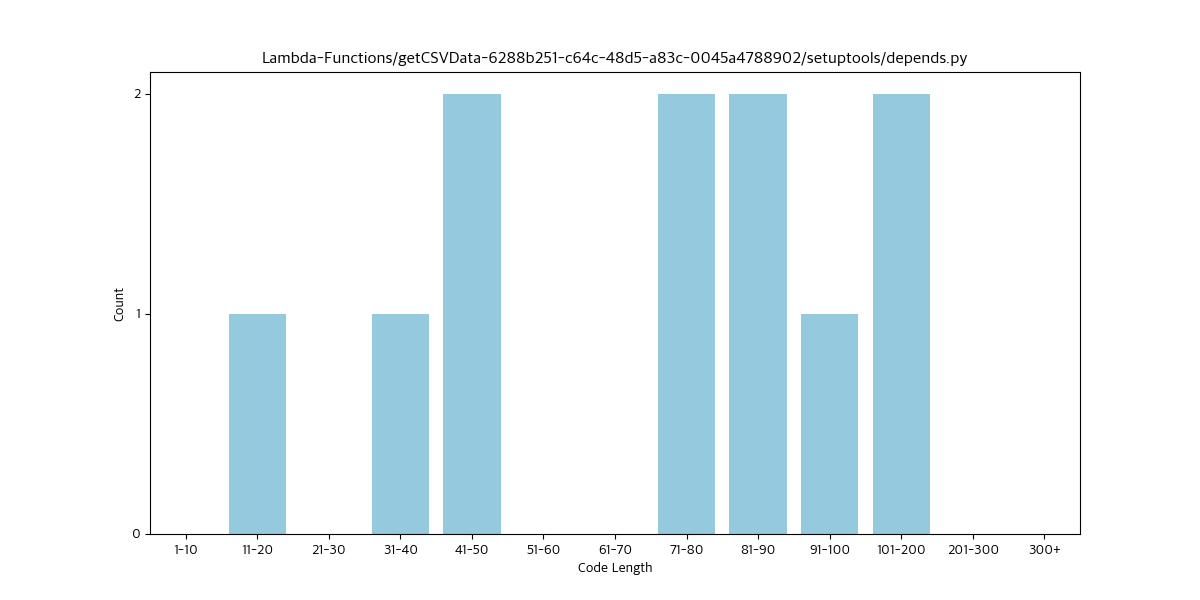 Lambda-Functions/getCSVData-6288b251-c64c-48d5-a83c-0045a4788902/setuptools/depends.py
2
1
0
Count
1-10 11-20 21-30 31-40 41-50 51-60 61-70 71-80 81-90 91-100 101-200 201-300 300+
Code Length